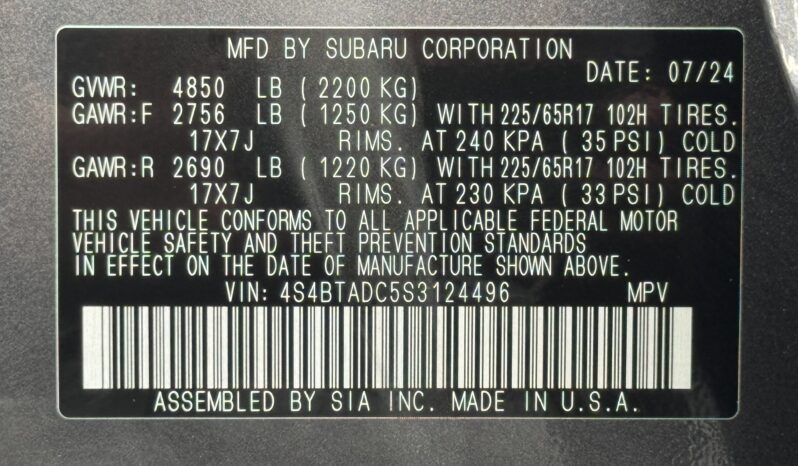 MFD BY SUBARU CORPORATION
DATE: 07/24
GVWR: 4850 LB ( 2200 KG)
GAWR:F 2756 LB ( 1250 KG) WITH 225/65R17 102H TIRES.
17X7J RIMS. AT 240 KPA ( 35 PSI) COLD
GAWR:R 2690 LB ( 1220 KG) WITH 225/65R17 102H TIRES.
17X7J RIMS. AT 230 KPA ( 33 PSI) COLD
THIS VEHICLE CONFORMS TO ALL APPLICABLE FEDERAL MOTOR
VEHICLE SAFETY AND THEFT PREVENTION STANDARDS
IN EFFECT ON THE DATE OF MANUFACTURE SHOWN ABOVE.
VIN: 4S4BTADC5S3124496 MPV
ASSEMBLED BY SIA INC. MADE IN U.S.A.